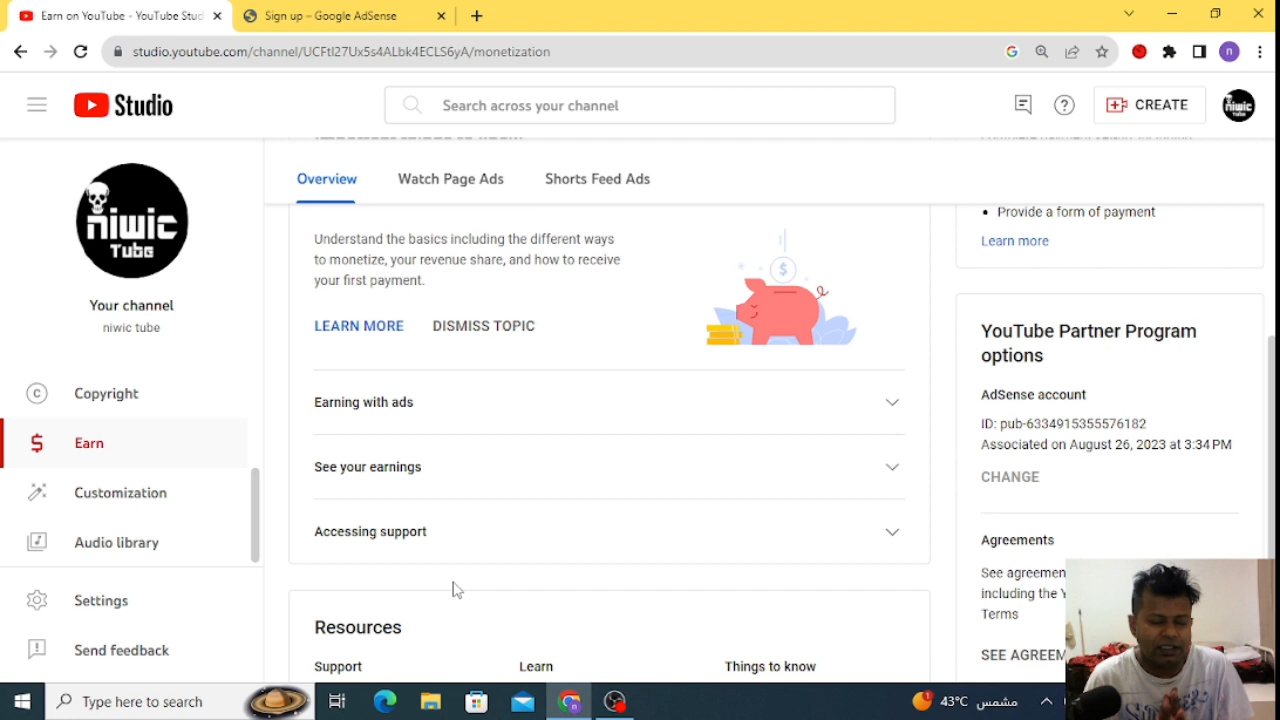 Earn on YouTube - YouTube Stud
Sign up – Google AdSense
studio.youtube.com/channel/UCFtl27Ux5s4ALbk4ECLS6yA/monetization
n
Studio
Search across your channel
CREATE
niwic
Tube
niwic
Tube
Your channel
niwic tube
Copyright
Earn
Customization
Audio library
Settings
Send feedback
Overview
Watch Page Ads
Shorts Feed Ads
Understand the basics including the different ways
to monetize, your revenue share, and how to receive
your first payment.
LEARN MORE
DISMISS TOPIC
Earning with ads
See your earnings
Accessing support
Resources
Support
Learn
Things to know
Provide a form of payment
Learn more
YouTube Partner Program
options
AdSense account
ID: pub-6334915355576182
Associated on August 26, 2023 at 3:34 PM
CHANGE
Agreements
See agreemen
including the Y
Terms
SEE AGREEM
Type here to search
1
43°C مشمس